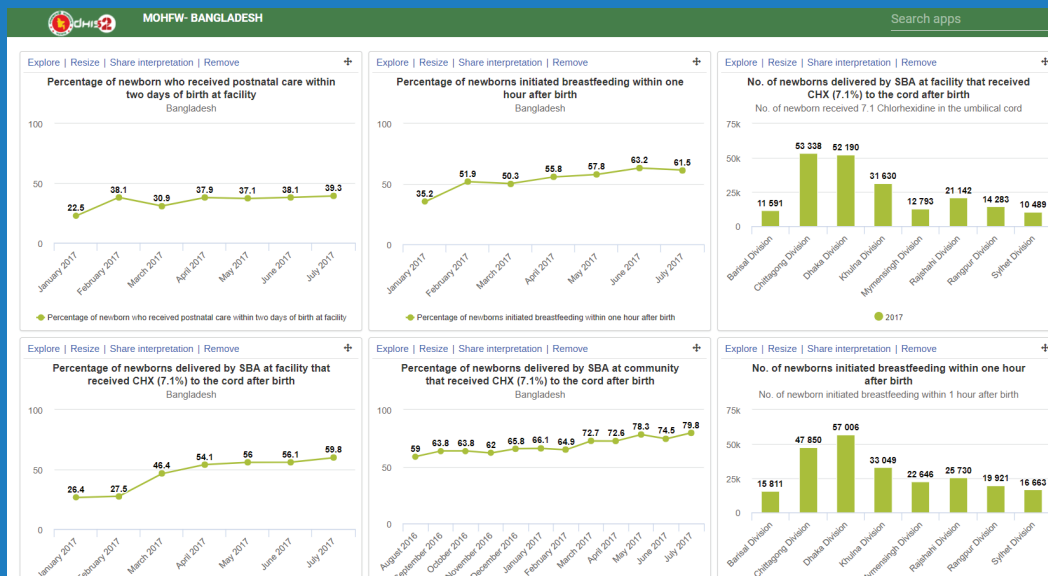 DHIS2
MOHFW- BANGLADESH
Search apps
Explore | Resize | Share interpretation | Remove
Percentage of newborn who received postnatal care within
two days of birth at facility
Bangladesh
100
50
0
22.5
38.1
30.9
37.9
37.1
38.1
39.3
January 2017
February 2017
March 2017
April 2017
May 2017
June 2017
July 2017
Percentage of newborn who received postnatal care within two days of birth at facility
Explore | Resize | Share interpretation | Remove
Percentage of newborns initiated breastfeeding within one
hour after birth
Bangladesh
100
50
0
35.2
51.9
50.3
55.8
57.8
63.2
61.5
January 2017
February 2017
March 2017
April 2017
May 2017
June 2017
July 2017
Percentage of newborns initiated breastfeeding within one hour after birth
Explore | Resize | Share interpretation | Remove
No. of newborns delivered by SBA at facility that received
CHX (7.1%) to the cord after birth
No. of newborn received 7.1 Chlorhexidine in the umbilical cord
75k
50k
25k
0
11 591
53 338
52 190
31 630
12 793
21 142
14 283
10 489
Barisal Division
Chittagong Division
Dhaka Division
Khulna Division
Mymensingh Division
Rajshahi Division
Rangpur Division
Sylhet Division
2017
Explore | Resize | Share interpretation | Remove
Percentage of newborns delivered by SBA at facility that
received CHX (7.1%) to the cord after birth
Bangladesh
100
50
0
26.4
27.5
46.4
54.1
56
56.1
59.8
January 2017
February 2017
March 2017
April 2017
May 2017
June 2017
July 2017
Explore | Resize | Share interpretation | Remove
Percentage of newborns delivered by SBA at community
that received CHX (7.1%) to the cord after birth
Bangladesh
100
50
0
59
63.8
63.8
62
65.8
66.1
64.9
72.7
72.6
78.3
74.5
79.8
August 2016
September 2016
October 2016
November 2016
December 2016
January 2017
February 2017
March 2017
April 2017
May 2017
June 2017
July 2017
Explore | Resize | Share interpretation | Remove
No. of newborns initiated breastfeeding within one hour
after birth
No. of newborn initiated breastfeeding within 1 hour after birth
75k
50k
25k
0
15 811
47 850
57 006
33 049
22 646
25 730
19 921
16 663
Barisal Division
Chittagong Division
Dhaka Division
Khulna Division
Mymensingh Division
Rajshahi Division
Rangpur Division
Sylhet Division